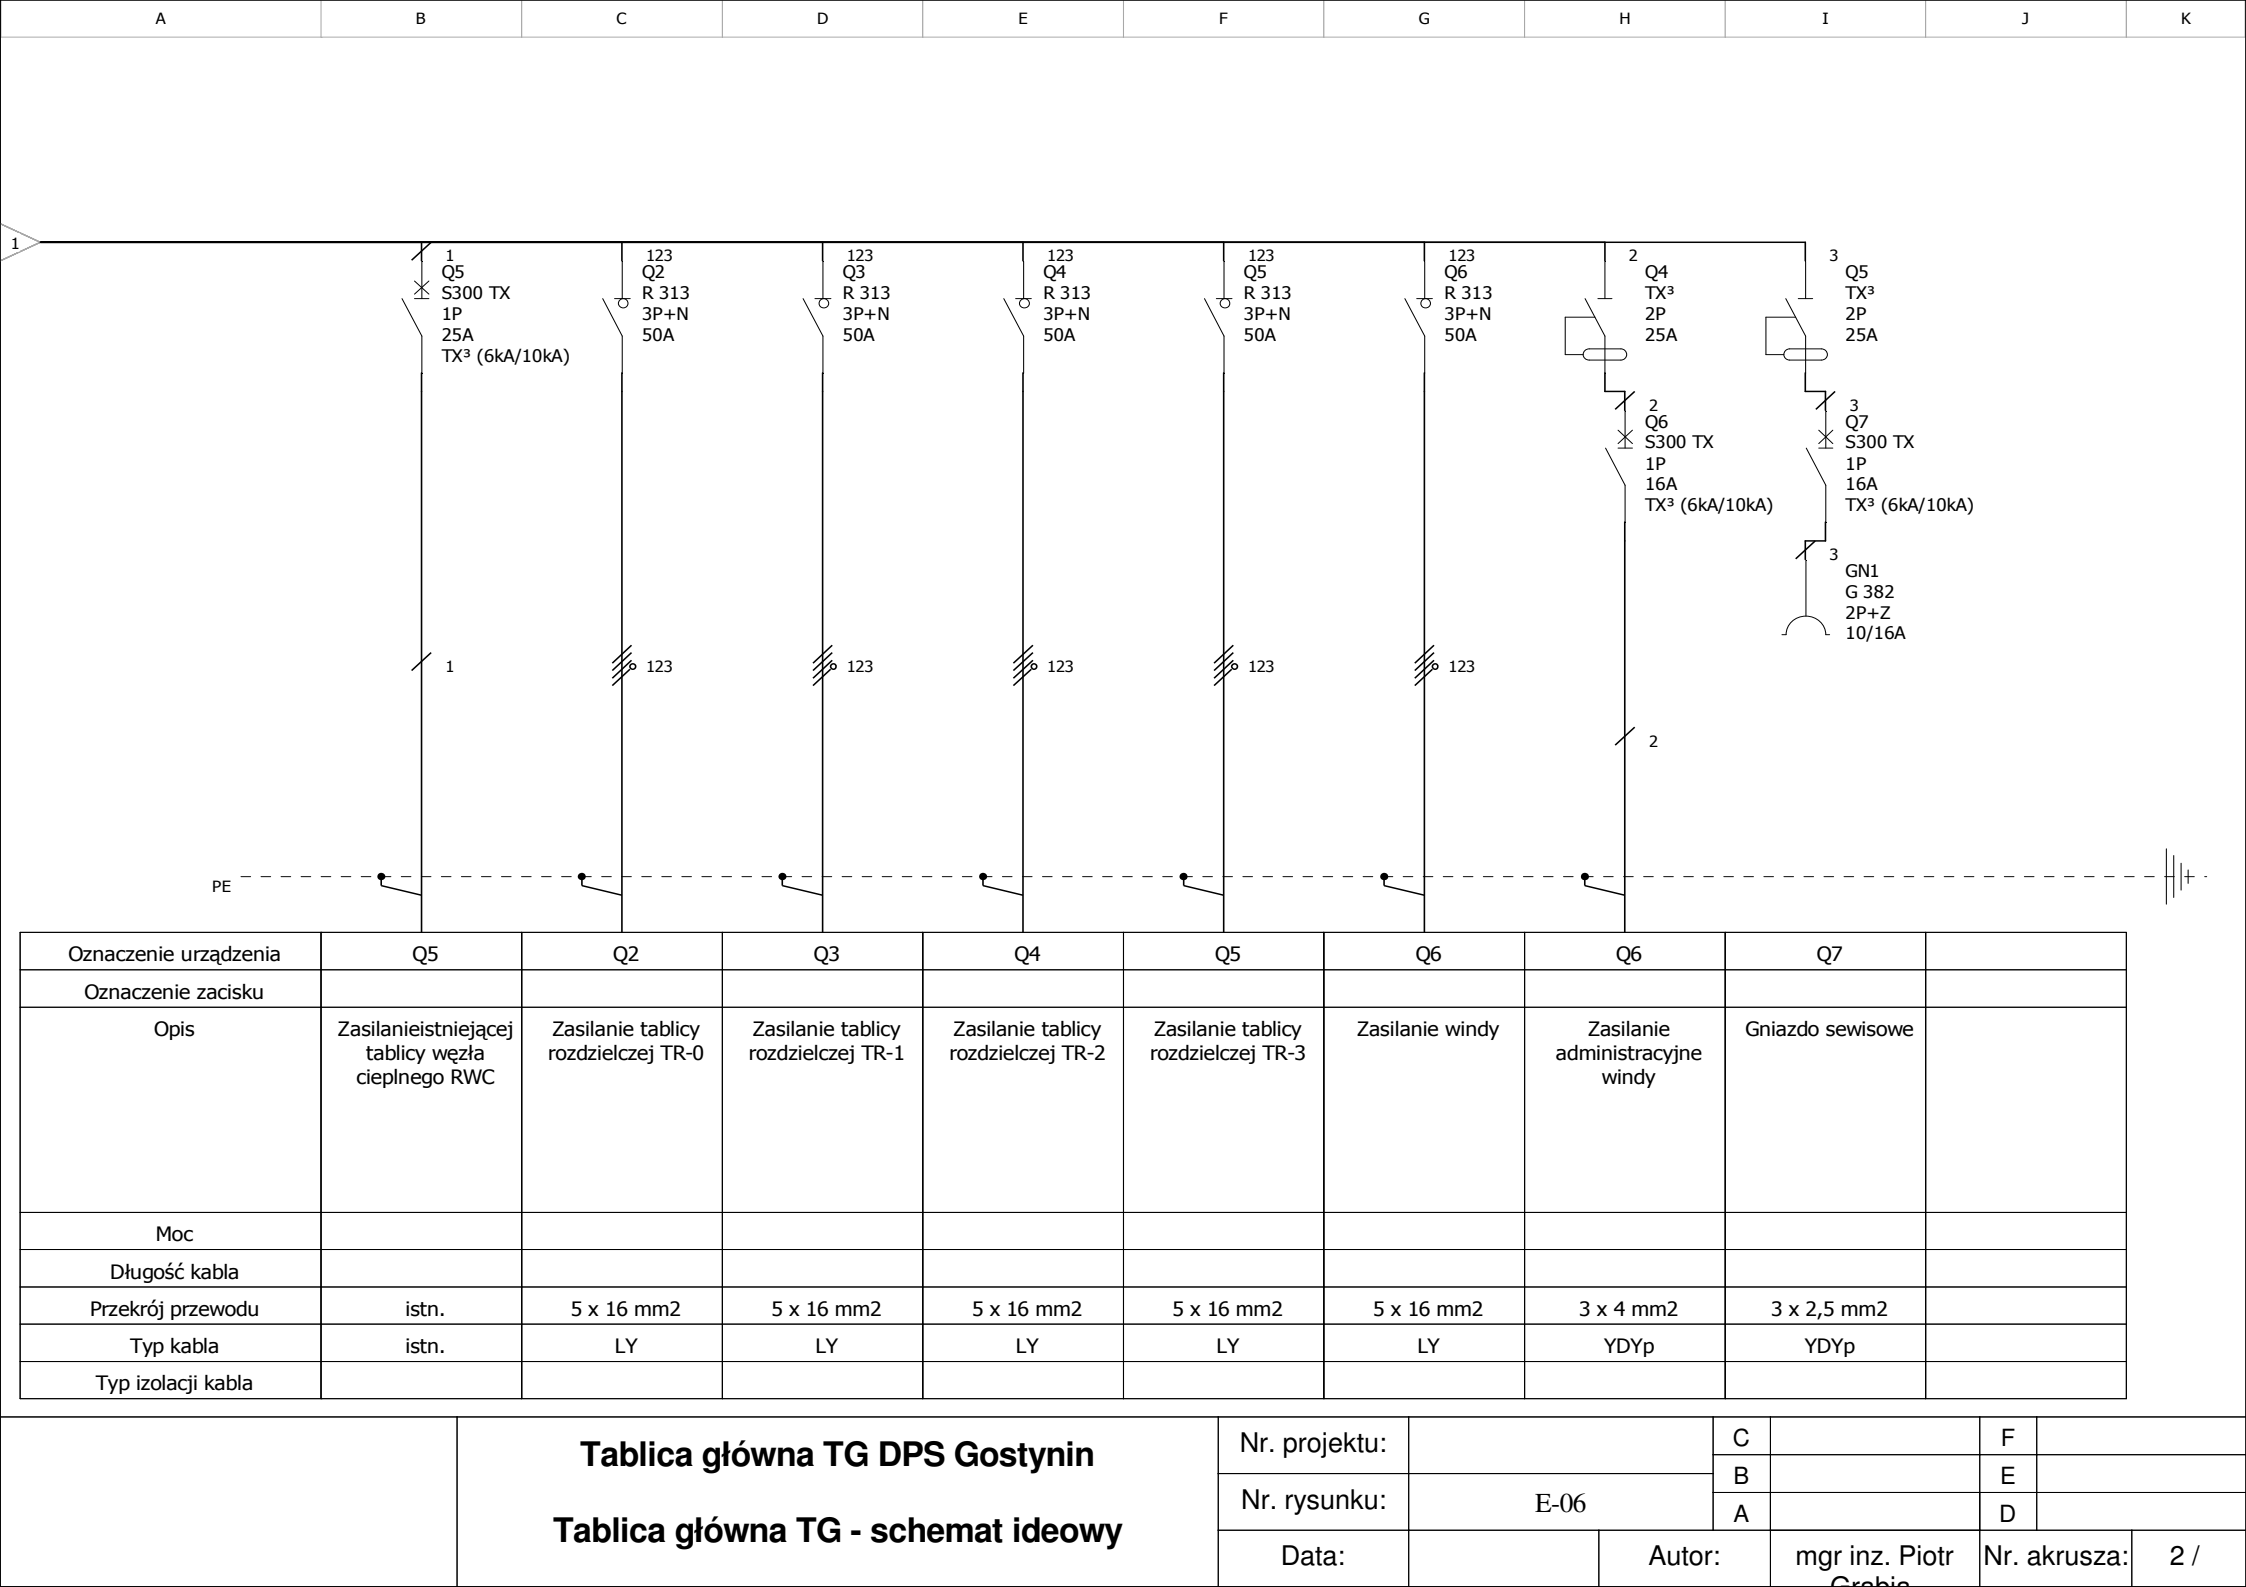 A B C D E F G H I J K
1
1
Q5
S300 TX
1P
25A
TX³ (6kA/10kA)
1
123
Q2
R 313
3P+N
50A
123
123
Q3
R 313
3P+N
50A
123
123
Q4
R 313
3P+N
50A
123
123
Q5
R 313
3P+N
50A
123
123
Q6
R 313
3P+N
50A
123
2
Q4
TX³
2P
25A
2
Q6
S300 TX
1P
16A
TX³ (6kA/10kA)
2
3
Q5
TX³
2P
25A
3
Q7
S300 TX
1P
16A
TX³ (6kA/10kA)
3
GN1
G 382
2P+Z
10/16A
PE
Oznaczenie urządzenia Q5 Q2 Q3 Q4 Q5 Q6 Q6 Q7
Oznaczenie zacisku
Opis
Zasilanieistniejącej
tablicy węzła
cieplnego RWC
Zasilanie tablicy
rozdzielczej TR-0
Zasilanie tablicy
rozdzielczej TR-1
Zasilanie tablicy
rozdzielczej TR-2
Zasilanie tablicy
rozdzielczej TR-3
Zasilanie windy
Zasilanie
administracyjne
windy
Gniazdo sewisowe
Moc
Długość kabla
Przekrój przewodu istn. 5 x 16 mm2 5 x 16 mm2 5 x 16 mm2 5 x 16 mm2 5 x 16 mm2 3 x 4 mm2 3 x 2,5 mm2
Typ kabla istn. LY LY LY LY LY YDYp YDYp
Typ izolacji kabla
Tablica główna TG DPS Gostynin
Tablica główna TG - schemat ideowy
Nr. projektu:
Nr. rysunku: E-06
Data:
C F
B E
A D
Autor: mgr inz. Piotr
Nr. akrusza: 2 /